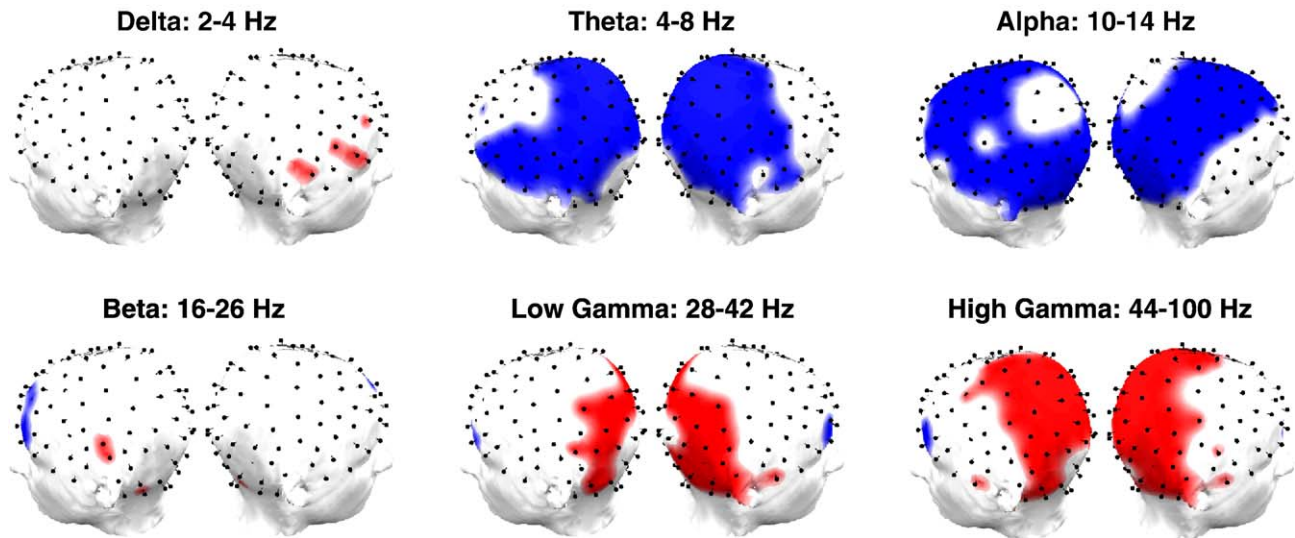 Delta: 2-4 Hz
Theta: 4-8 Hz
Alpha: 10-14 Hz
Beta: 16-26 Hz
Low Gamma: 28-42 Hz
High Gamma: 44-100 Hz